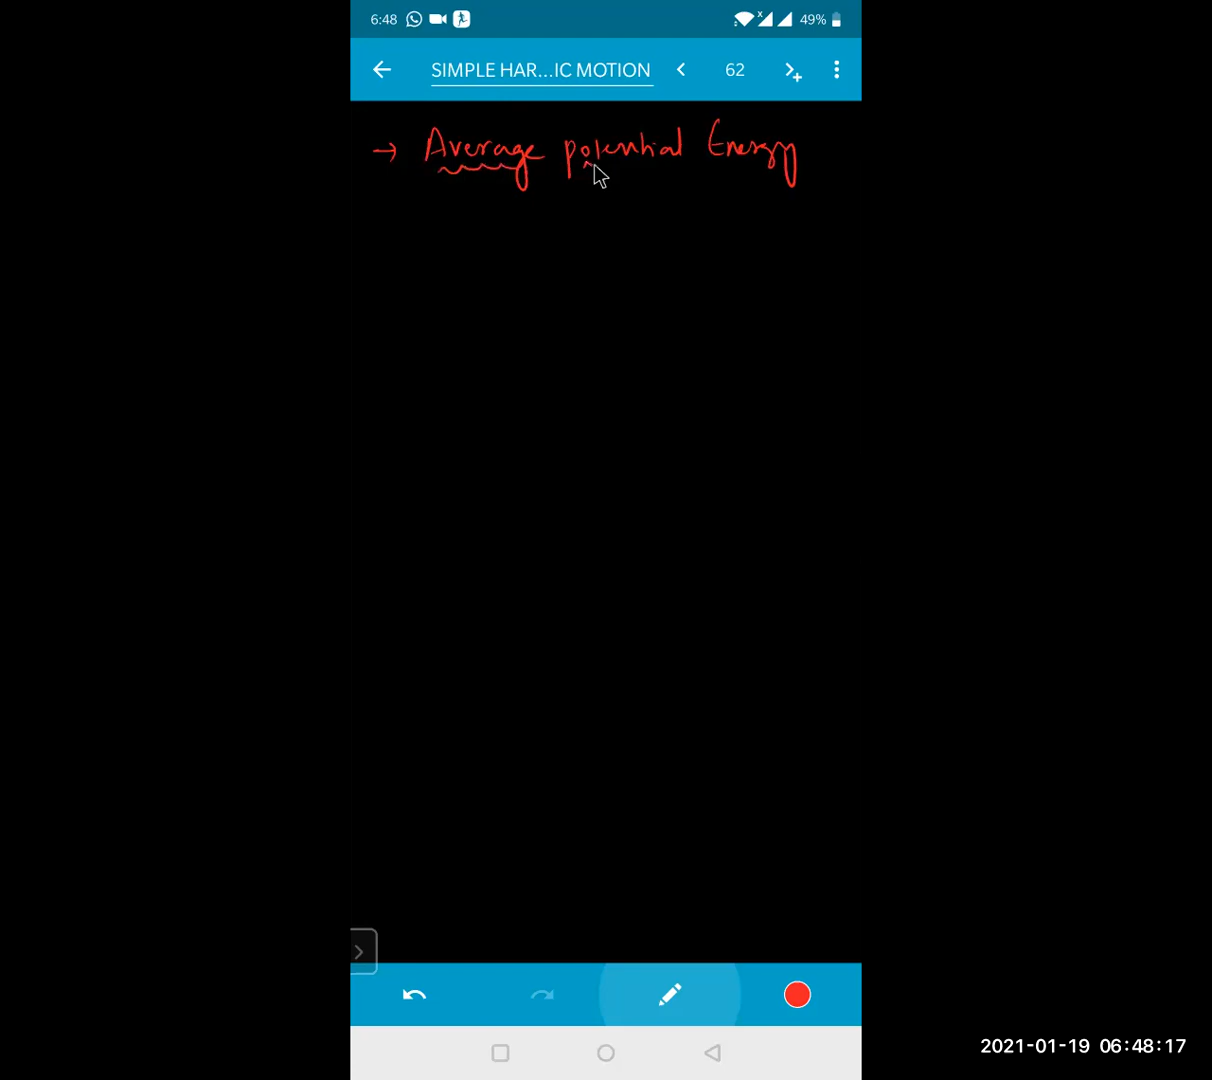 6:48 49%
SIMPLE HAR...IC MOTION 62
→ Average potential Energy
2021-01-19 06:48:17